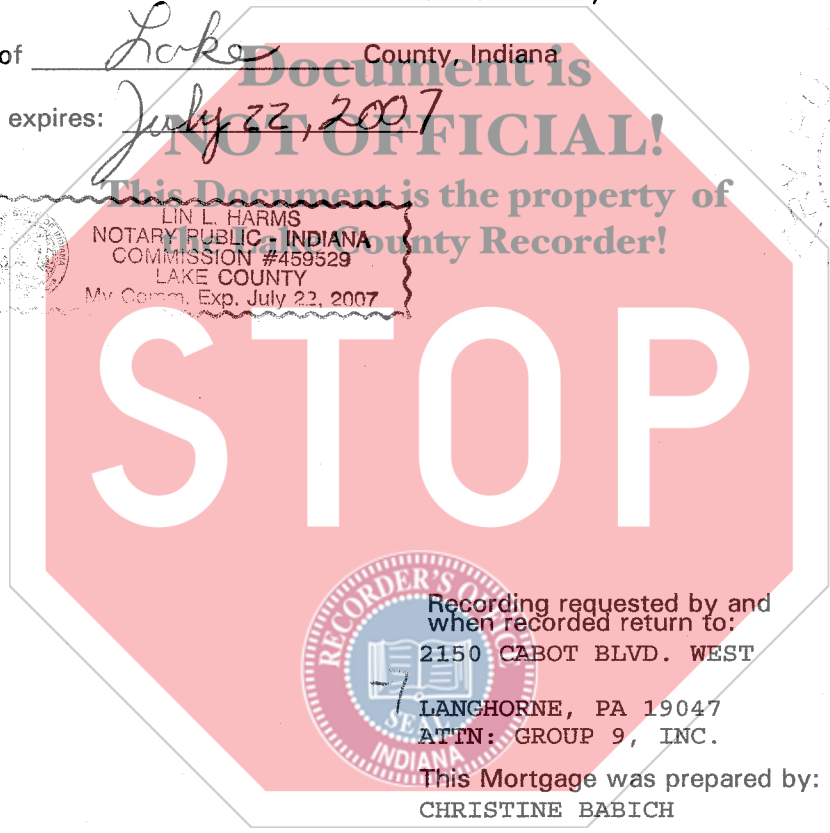 of Lake County, Indiana
Document is
expires: July 22, 2007
NOT OFFICIAL!
This Document is the property of
the Lake County Recorder!
LIN L. HARMS
NOTARY PUBLIC - INDIANA
COMMISSION #459529
LAKE COUNTY
My Comm. Exp. July 22, 2007
STOP
RECORDER'S OFFICE
SEAL
INDIANA
Recording requested by and
when recorded return to:
2150 CABOT BLVD. WEST
LANGHORNE, PA 19047
ATTN: GROUP 9, INC.
This Mortgage was prepared by:
CHRISTINE BABICH